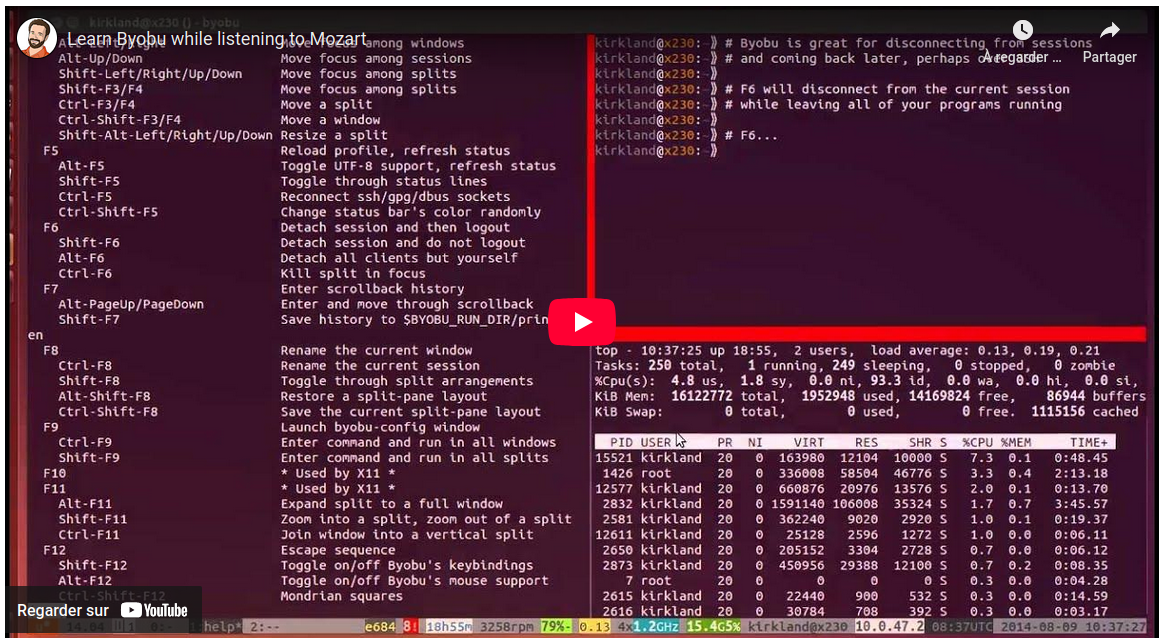 kirkland@x230 () - byobu
Learn Byobu while listening to Mozart
À regarder ...
Partager
Alt-Left/Right Move focus among windows
Alt-Up/Down Move focus among sessions
Shift-Left/Right/Up/Down Move focus among splits
Shift-F3/F4 Move focus among splits
Ctrl-F3/F4 Move a split
Ctrl-Shift-F3/F4 Move a window
Shift-Alt-Left/Right/Up/Down Resize a split
F5 Reload profile, refresh status
Alt-F5 Toggle UTF-8 support, refresh status
Shift-F5 Toggle through status lines
Ctrl-F5 Reconnect ssh/gpg/dbus sockets
Ctrl-Shift-F5 Change status bar's color randomly
F6 Detach session and then logout
Shift-F6 Detach session and do not logout
Alt-F6 Detach all clients but yourself
Ctrl-F6 Kill split in focus
F7 Enter scrollback history
Alt-PageUp/PageDown Enter and move through scrollback
Shift-F7 Save history to $BYOBU_RUN_DIR/prin
en
F8 Rename the current window
Ctrl-F8 Rename the current session
Shift-F8 Toggle through split arrangements
Alt-Shift-F8 Restore a split-pane layout
Ctrl-Shift-F8 Save the current split-pane layout
F9 Launch byobu-config window
Ctrl-F9 Enter command and run in all windows
Shift-F9 Enter command and run in all splits
F10 * Used by X11 *
F11 * Used by X11 *
Alt-F11 Expand split to a full window
Shift-F11 Zoom into a split, zoom out of a split
Ctrl-F11 Join window into a vertical split
F12 Escape sequence
Shift-F12 Toggle on/off Byobu's keybindings
Alt-F12 Toggle on/off Byobu's mouse support
Ctrl-Shift-F12 Mondrian squares
kirkland@x230:~⟫ # Byobu is great for disconnecting from sessions
kirkland@x230:~⟫ # and coming back later, perhaps
kirkland@x230:~⟫
kirkland@x230:~⟫ # F6 will disconnect from the current session
kirkland@x230:~⟫ # while leaving all of your programs running
kirkland@x230:~⟫
kirkland@x230:~⟫ # F6...
kirkland@x230:~⟫
top - 10:37:25 up 18:55, 2 users, load average: 0.13, 0.19, 0.21
Tasks: 250 total, 1 running, 249 sleeping, 0 stopped, 0 zombie
%Cpu(s): 4.8 us, 1.8 sy, 0.0 ni, 93.3 id, 0.0 wa, 0.0 hi, 0.0 si,
KiB Mem: 16122772 total, 1952948 used, 14169824 free, 86944 buffers
KiB Swap: 0 total, 0 used, 0 free. 1115156 cached
PID USER PR NI VIRT RES SHR S %CPU %MEM TIME+
15521 kirkland 20 0 163980 12104 10000 S 7.3 0.1 0:48.45
1426 root 20 0 336008 58504 46776 S 3.3 0.4 2:13.18
12577 kirkland 20 0 660876 20976 13576 S 2.0 0.1 0:13.70
2832 kirkland 20 0 1591140 106008 35324 S 1.7 0.7 3:45.57
2581 kirkland 20 0 362240 9020 2920 S 1.0 0.1 0:19.37
12611 kirkland 20 0 25128 2596 1272 S 1.0 0.0 0:06.11
2650 kirkland 20 0 205152 3304 2728 S 0.7 0.0 0:06.12
2873 kirkland 20 0 450956 29388 12100 S 0.7 0.2 0:08.35
7 root 20 0 0 0 0 S 0.3 0.0 0:04.28
2615 kirkland 20 0 22440 900 532 S 0.3 0.0 0:14.59
2616 kirkland 20 0 30784 708 392 S 0.3 0.0 0:03.17
Regarder sur YouTube
14.04 help* 2:-- e684 8! 18h55m 3258rpm 79%- 0.13 4x1.2GHz 15.4G5% kirkland@x230 10.0.47.2 08:37UTC 2014-08-09 10:37:27